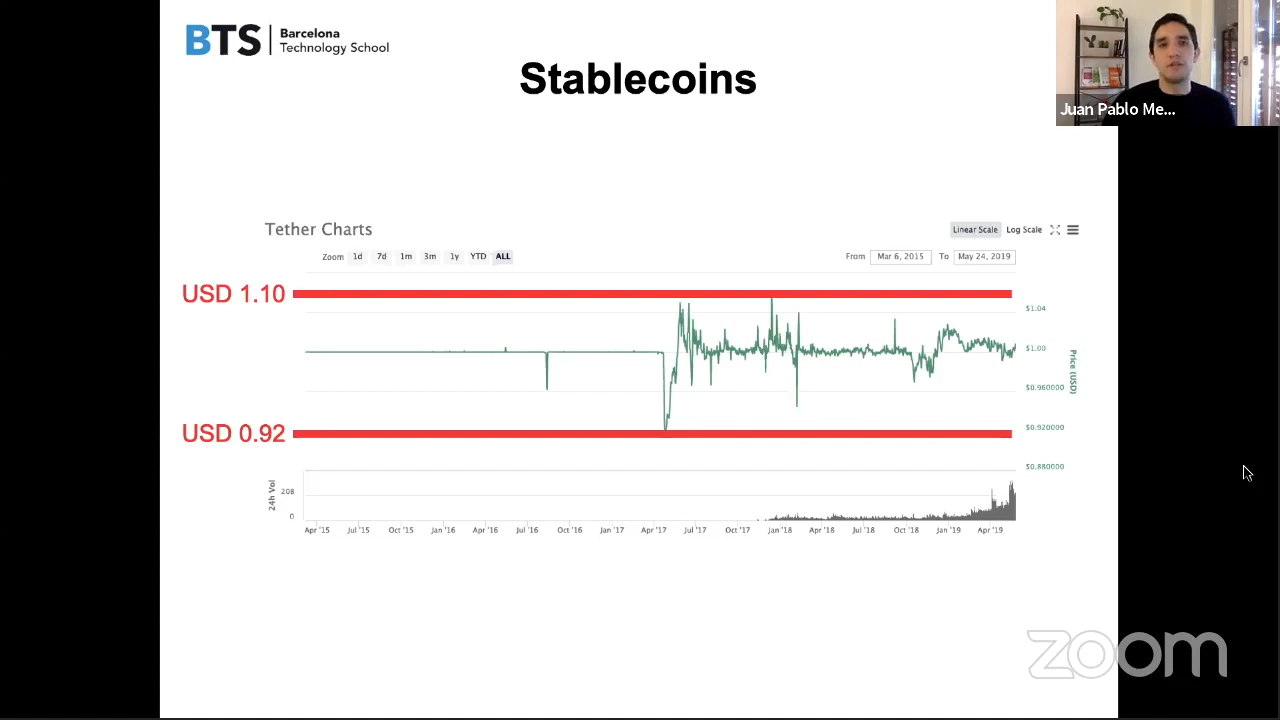 BTS
Barcelona
Technology School
Stablecoins
Juan Pablo Me...
Tether Charts
Linear Scale Log Scale
Zoom 1d 7d 1m 3m 1y YTD ALL
From Mar 6, 2015 To May 24, 2019
USD 1.10
$1.04
$1.00
$0.960000
Price (USD)
USD 0.92
$0.920000
$0.880000
24h Vol
20B
0
Apr '15 Jul '15 Oct '15 Jan '16 Apr '16 Jul '16 Oct '16 Jan '17 Apr '17 Jul '17 Oct '17 Jan '18 Apr '18 Jul '18 Oct '18 Jan '19 Apr '19
zoom